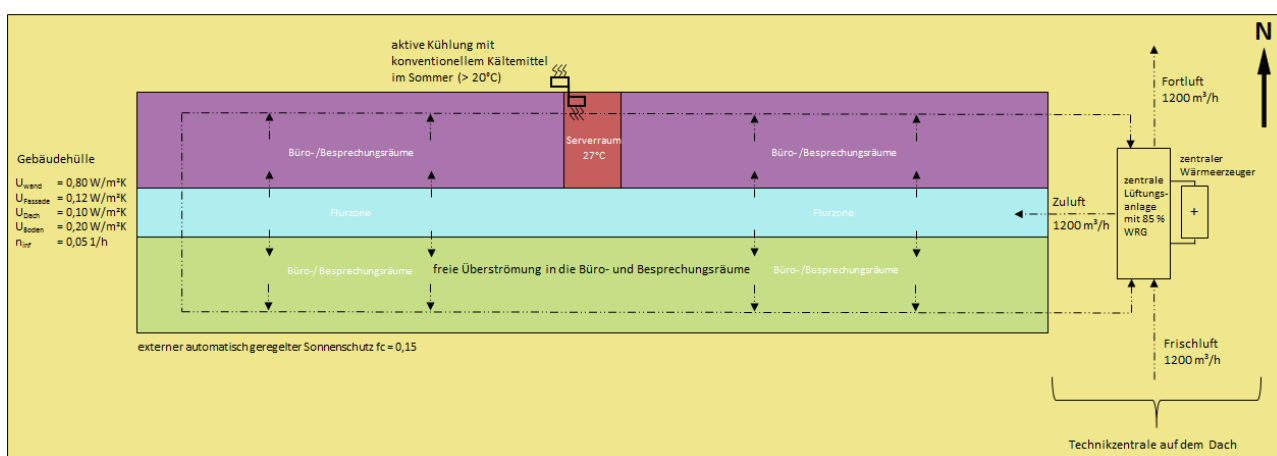 N
aktive Kühlung mit
konventionellem Kältemittel
im Sommer (> 20°C)
Fortluft
1200 m³/h
Gebäudehülle
U_wand = 0,80 W/m²K
U_Fassade = 0,12 W/m²K
U_Dach = 0,10 W/m²K
U_Boden = 0,20 W/m²K
n_inf = 0,05 1/h
Büro-/Besprechungsräume
Serverraum
27°C
Büro-/Besprechungsräume
zentraler
Wärmeerzeuger
zentrale
Lüftungs-
anlage
mit 85 %
WRG
+
Flurzone
Flurzone
Zuluft
1200 m³/h
Büro-/Besprechungsräume
freie Überströmung in die Büro- und Besprechungsräume
Büro-/Besprechungsräume
externer automatisch geregelter Sonnenschutz fc = 0,15
Frischluft
1200 m³/h
Technikzentrale auf dem Dach